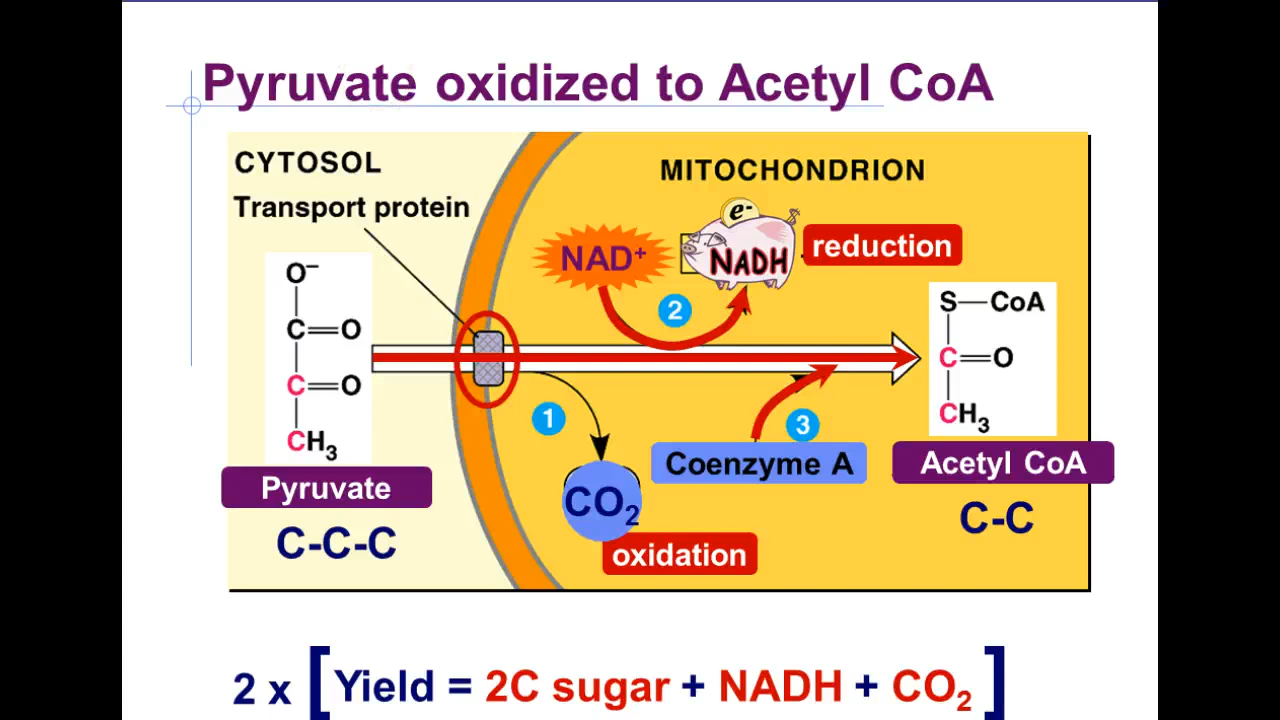 Pyruvate oxidized to Acetyl CoA
CYTOSOL
MITOCHONDRION
Transport protein
e-
NAD⁺
NADH
reduction
O⁻
C=O
C=O
CH₃
2
S—CoA
C=O
CH₃
1
3
Coenzyme A
Acetyl CoA
Pyruvate
CO₂
C-C
C-C-C
oxidation
2 x [Yield = 2C sugar + NADH + CO₂]